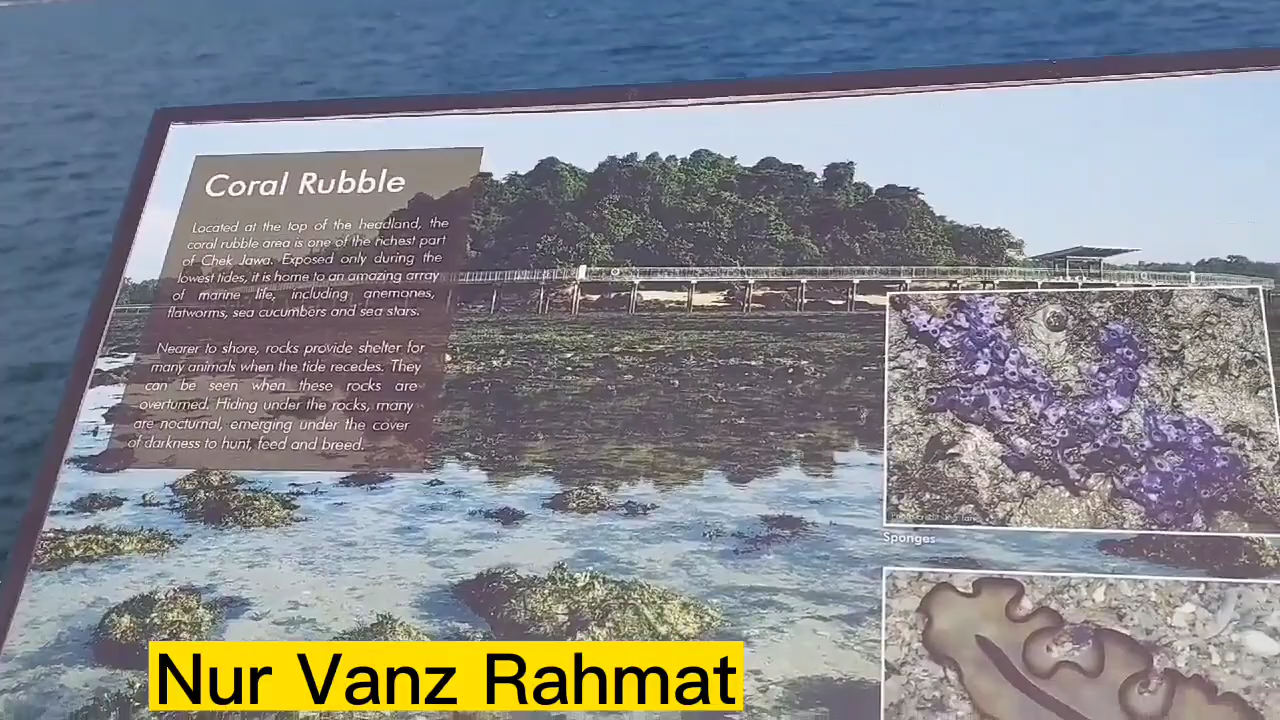 Coral Rubble
Located at the top of the headland, the
coral rubble area is one of the richest part
of Chek Jawa. Exposed only during the
lowest tides, it is home to an amazing array
of marine life, including anemones,
flatworms, sea cucumbers and sea stars.
Nearer to shore, rocks provide shelter for
many animals when the tide recedes. They
can be seen when these rocks are
overturned. Hiding under the rocks, many
are nocturnal, emerging under the cover
of darkness to hunt, feed and breed.
Sponges
Nur Vanz Rahmat